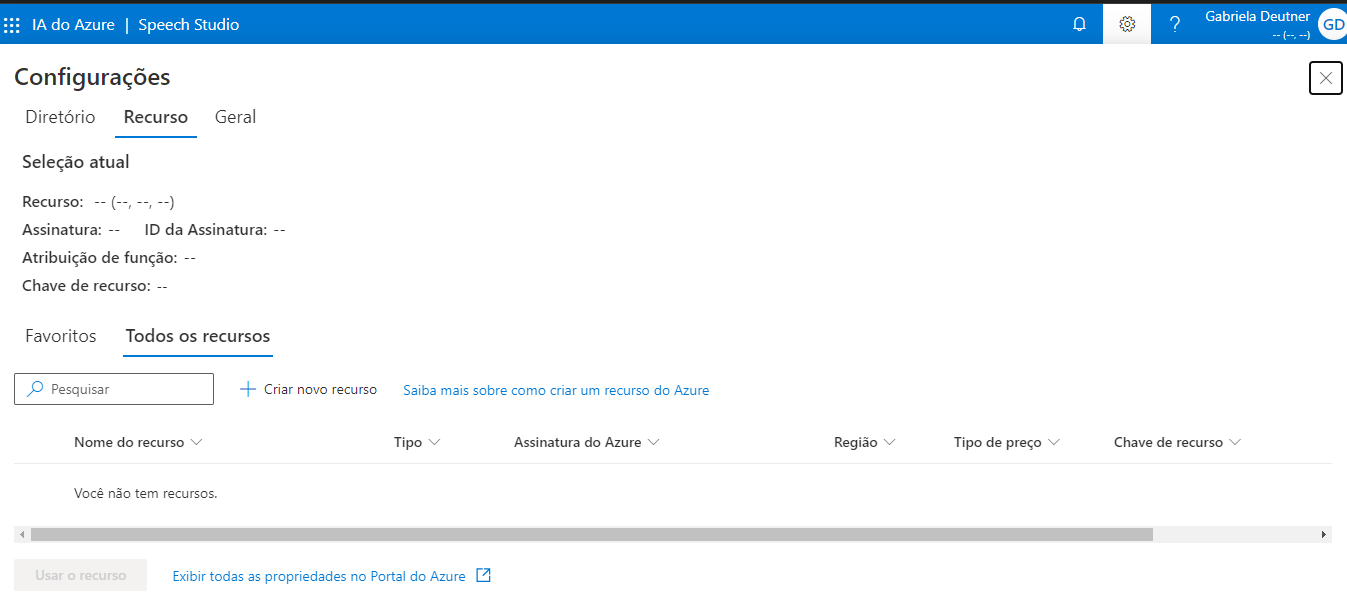 IA do Azure | Speech Studio
?
Gabriela Deutner
-- (--, --)
GD
Configurações
Diretório Recurso Geral
Seleção atual
Recurso: -- (--, --, --)
Assinatura: -- ID da Assinatura: --
Atribuição de função: --
Chave de recurso: --
Favoritos Todos os recursos
Pesquisar Criar novo recurso Saiba mais sobre como criar um recurso do Azure
Nome do recurso Tipo Assinatura do Azure Região Tipo de preço Chave de recurso
Você não tem recursos.
Usar o recurso Exibir todas as propriedades no Portal do Azure